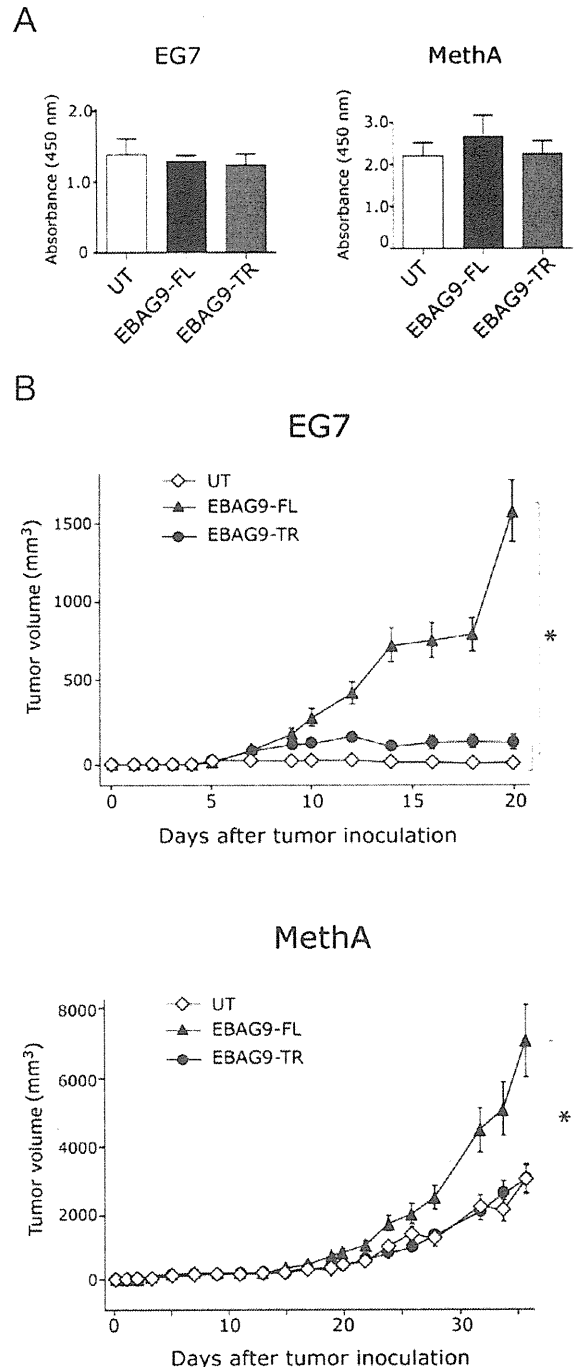 A
EG7
MethA
Absorbance (450 nm)
2.0
1.0
0
UT
EBAG9-FL
EBAG9-TR
Absorbance (450 nm)
3.0
2.0
1.0
0
UT
EBAG9-FL
EBAG9-TR
B
EG7
UT
EBAG9-FL
EBAG9-TR
Tumor volume (mm³)
1500
1000
500
0
*
0 5 10 15 20
Days after tumor inoculation
MethA
UT
EBAG9-FL
EBAG9-TR
Tumor volume (mm³)
8000
6000
4000
2000
0
*
0 10 20 30
Days after tumor inoculation